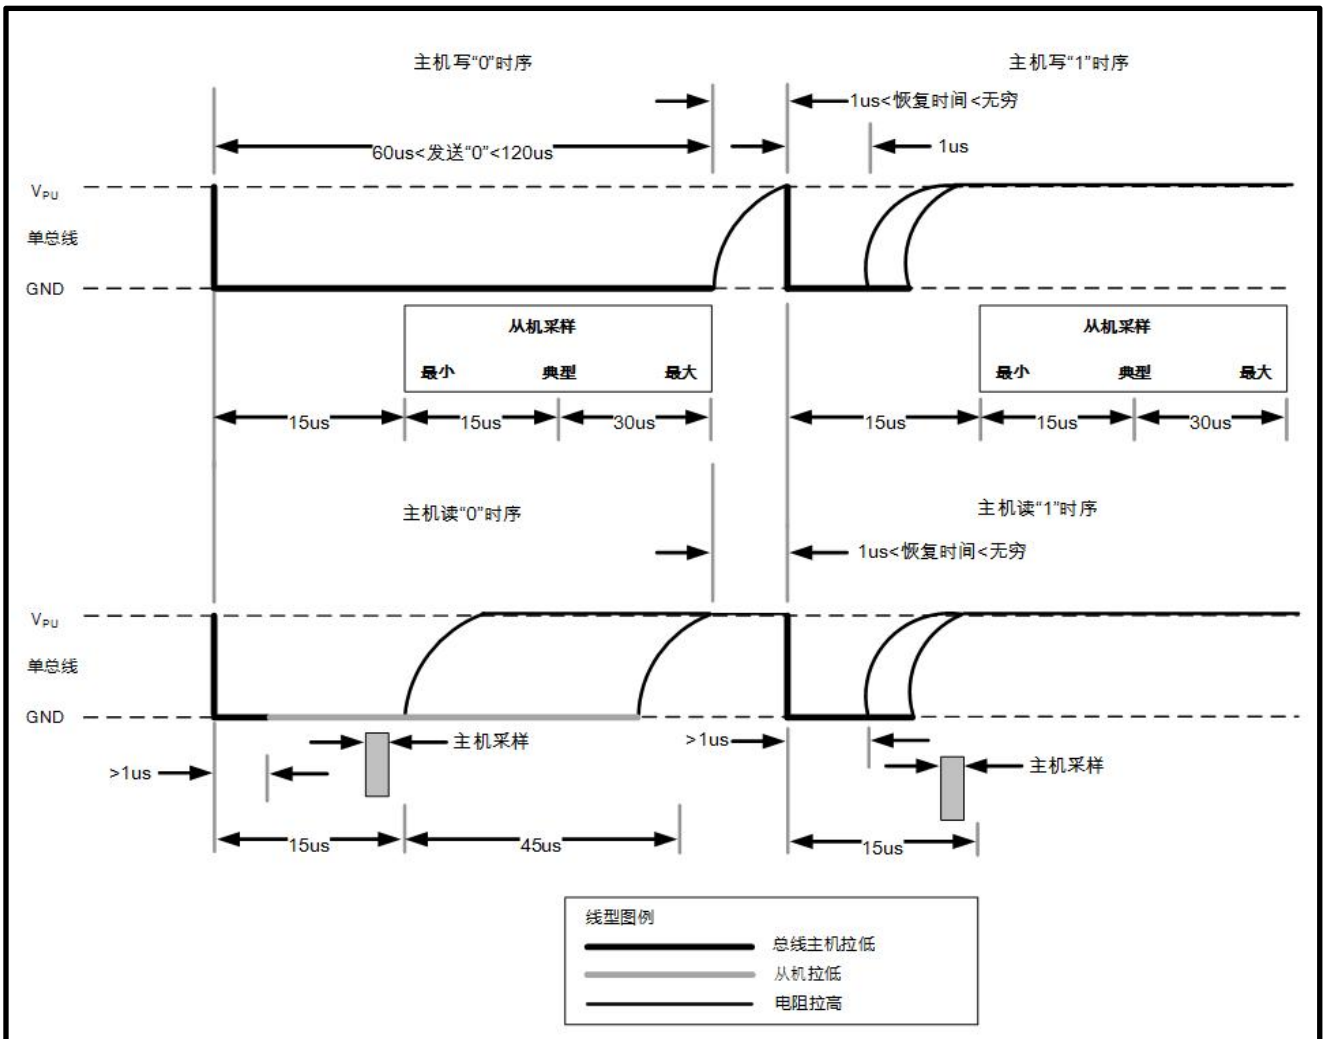 主机写“0”时序
主机写“1”时序
1us<恢复时间<无穷
60us<发送“0”<120us
1us
VPU
单总线
GND
从机采样
最小 典型 最大
从机采样
最小 典型 最大
15us 15us 30us
15us 15us 30us
主机读“0”时序
主机读“1”时序
1us<恢复时间<无穷
VPU
单总线
GND
主机采样
>1us
>1us
主机采样
15us
45us
15us
线型图例
总线主机拉低
从机拉低
电阻拉高